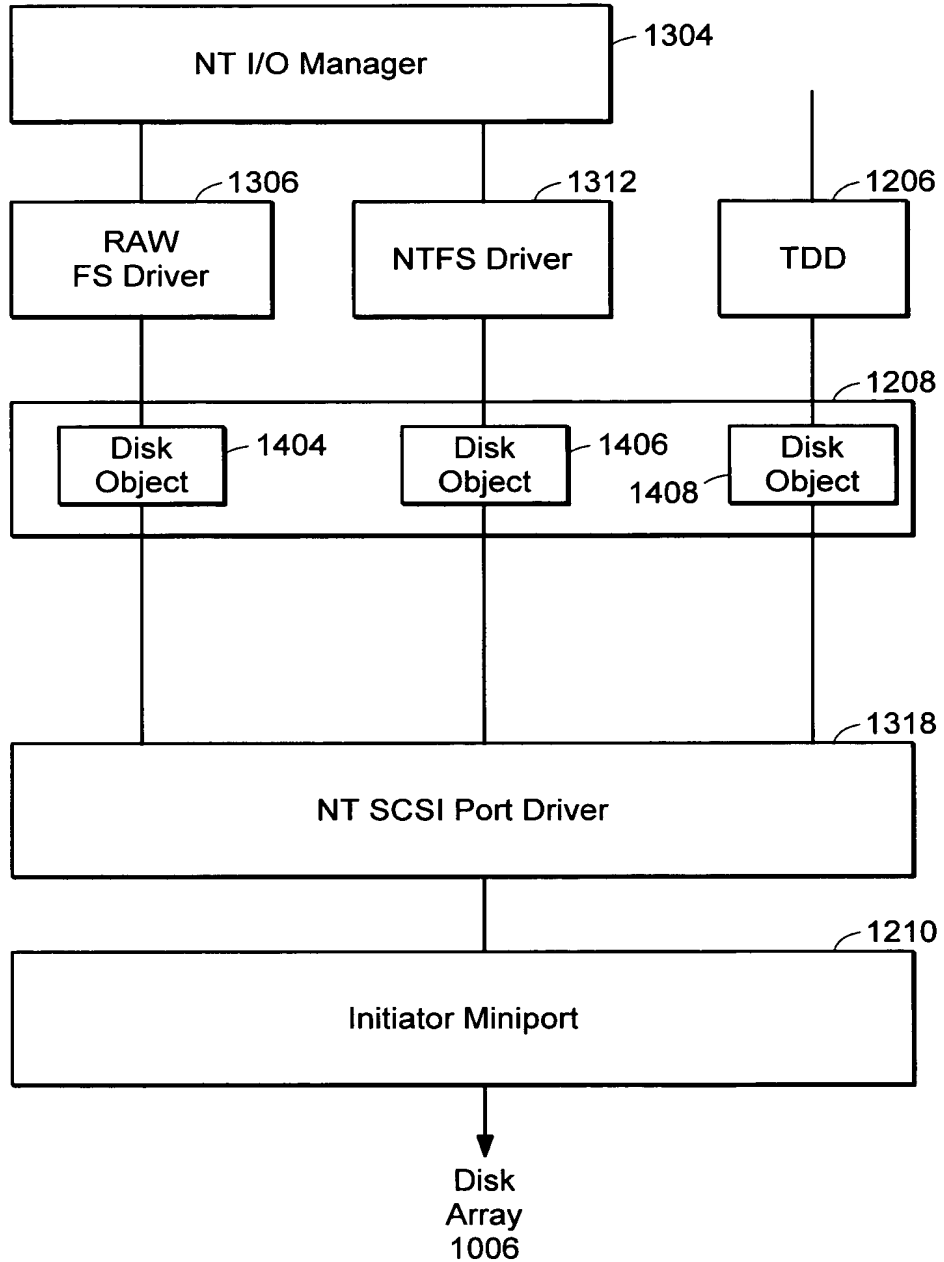 NT I/O Manager
1304
1306
1312
1206
RAW
FS Driver
NTFS Driver
TDD
1208
Disk
Object
1404
Disk
Object
1406
1408
Disk
Object
1318
NT SCSI Port Driver
1210
Initiator Miniport
Disk
Array
1006